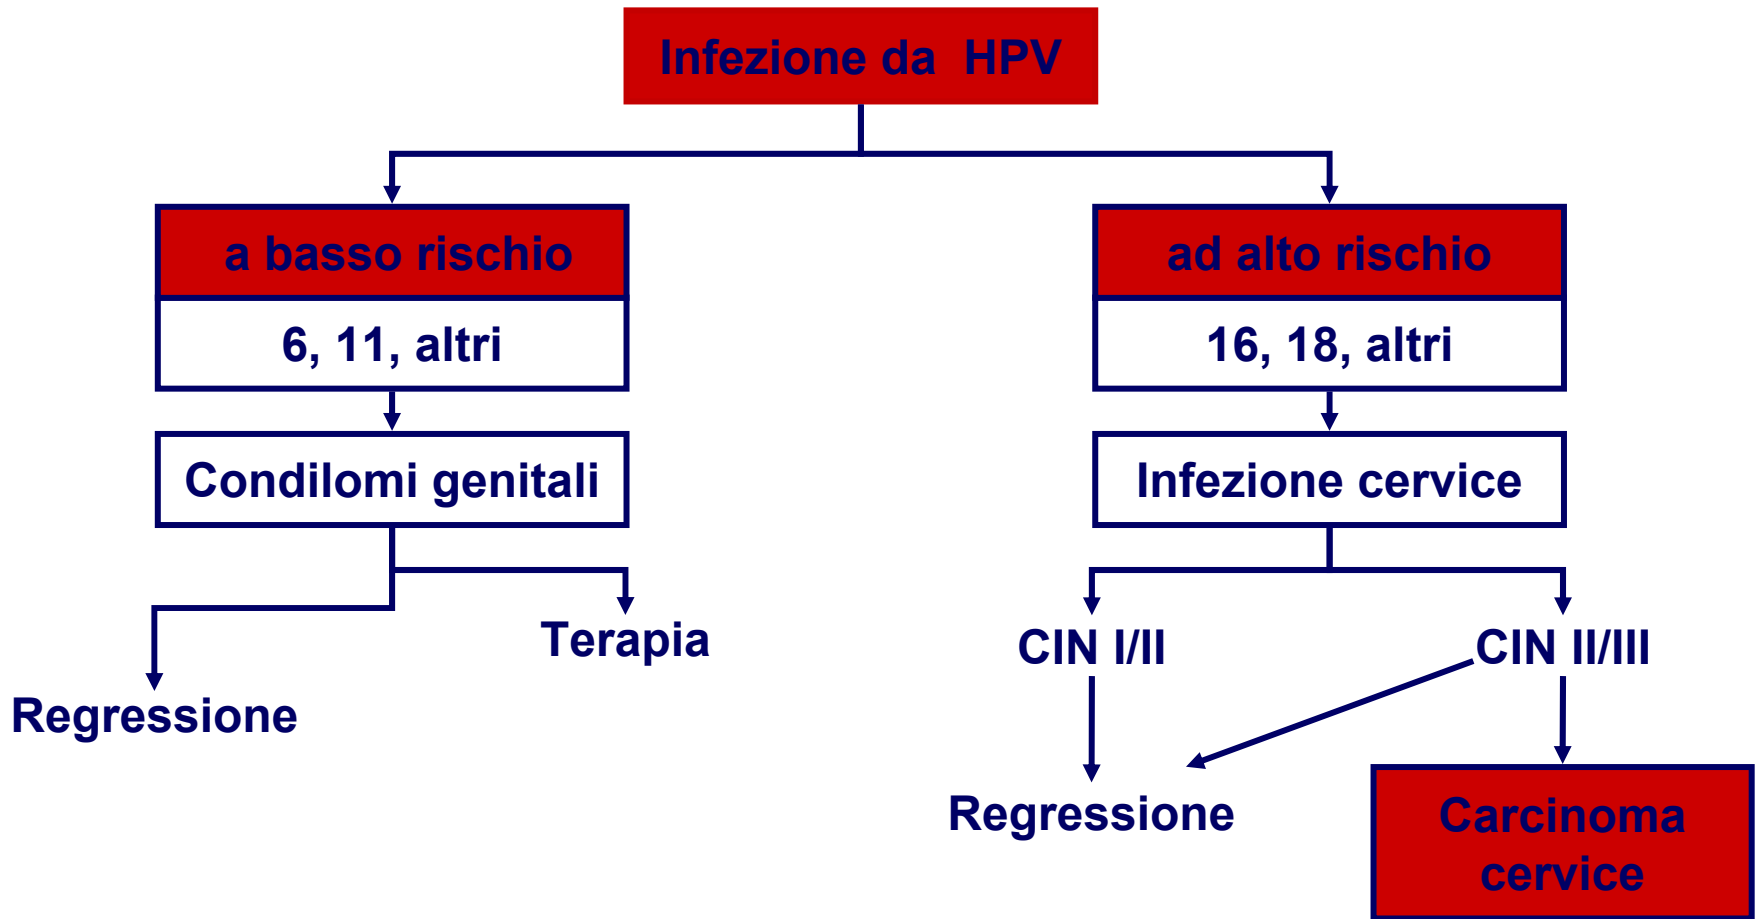 Infezione da HPV
a basso rischio
ad alto rischio
6, 11, altri
16, 18, altri
Condilomi genitali
Infezione cervice
Terapia
CIN I/II
CIN II/III
Regressione
Regressione
Carcinoma
cervice